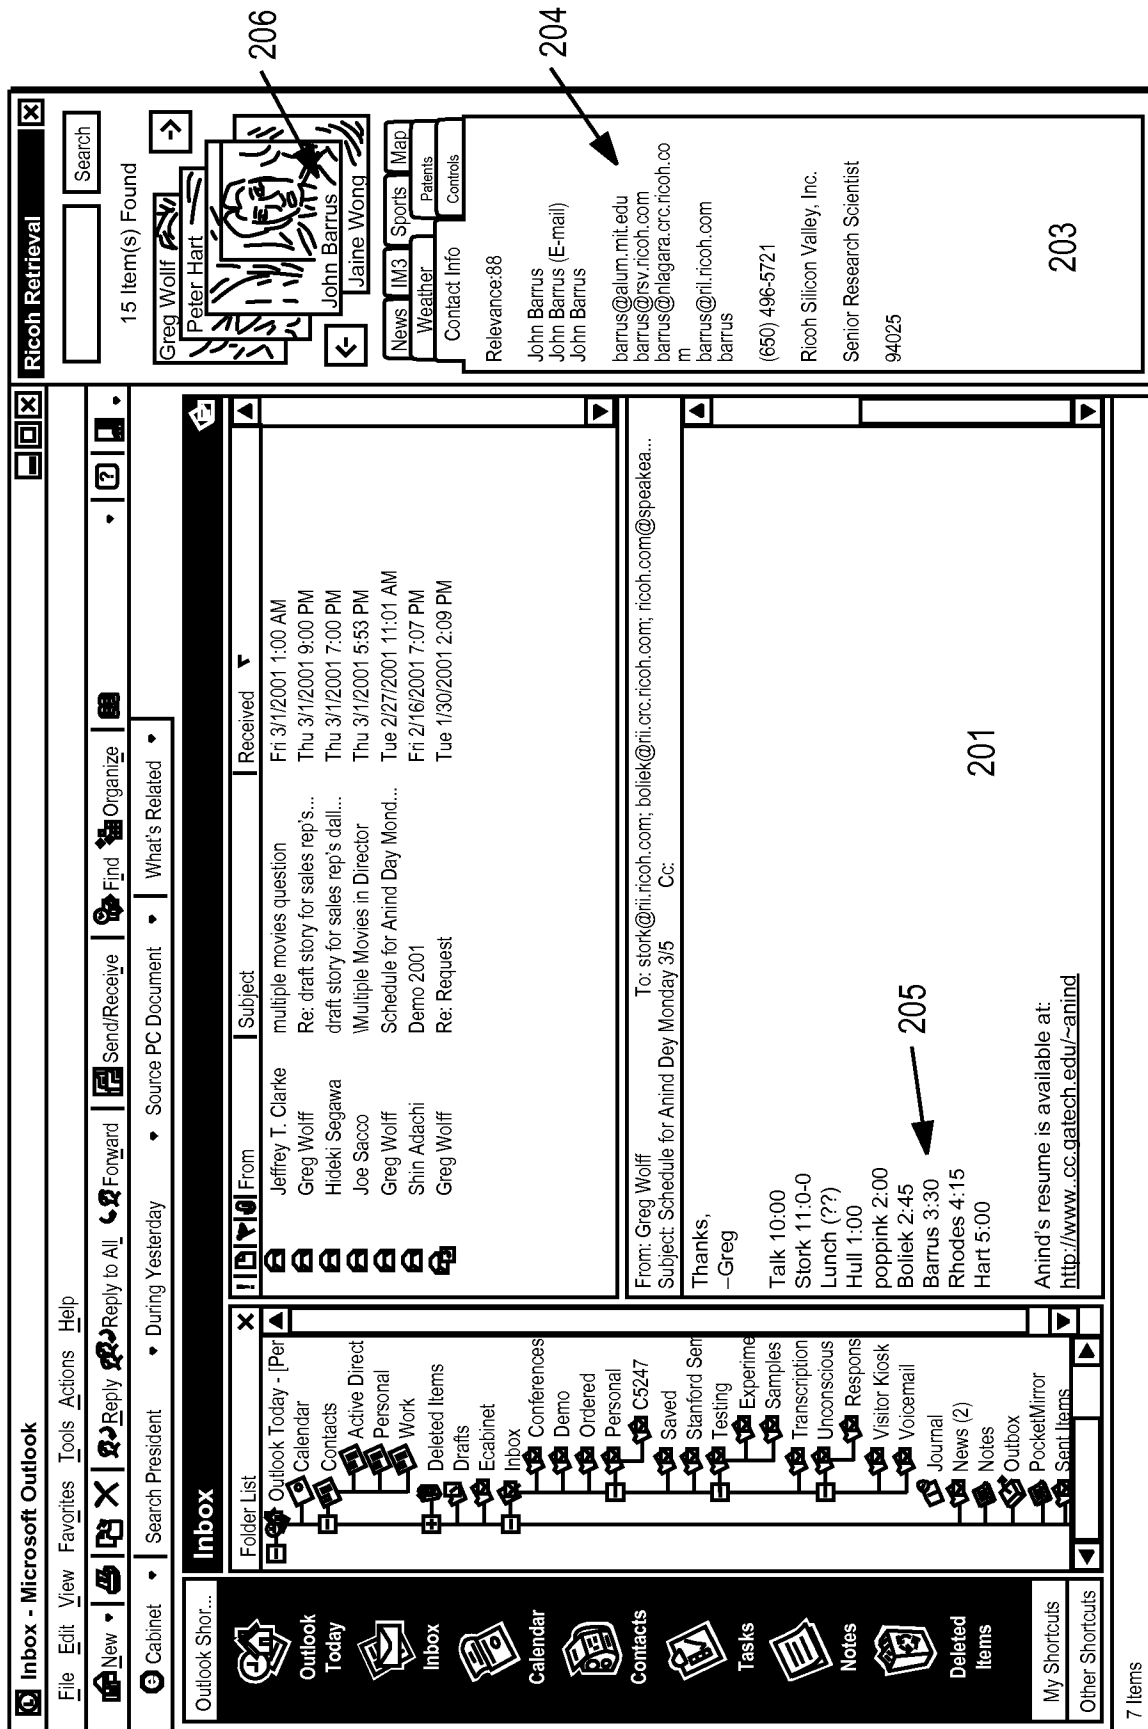 Inbox - Microsoft Outlook
File Edit View Favorites Tools Actions Help
New Reply Reply to All Forward Send/Receive Find Organize ?
Cabinet Search President During Yesterday Source PC Document What's Related
Outlook Shor...
Outlook Today
Inbox
Calendar
Contacts
Tasks
Notes
Deleted Items
My Shortcuts
Other Shortcuts
7 Items
Inbox
Folder List
Outlook Today - [Per
Calendar
Contacts
Active Direct
Personal
Work
Deleted Items
Drafts
Ecabinet
Inbox
Conferences
Demo
Ordered
Personal
C5247
Saved
Stanford Sem
Testing
Experime
Samples
Transcription
Unconscious
Respons
Visitor Kiosk
Voicemail
Journal
News (2)
Notes
Outbox
PocketMirror
Sent Items
! From Subject Received
Jeffrey T. Clarke multiple movies question Fri 3/1/2001 1:00 AM
Greg Wolff Re: draft story for sales rep's... Thu 3/1/2001 9:00 PM
Hideki Segawa draft story for sales rep's dall... Thu 3/1/2001 7:00 PM
Joe Sacco \Multiple Movies in Director Thu 3/1/2001 5:53 PM
Greg Wolff Schedule for Anind Day Mond... Tue 2/27/2001 11:01 AM
Shin Adachi Demo 2001 Fri 2/16/2001 7:07 PM
Greg Wolff Re: Request Tue 1/30/2001 2:09 PM
From: Greg Wolff To: stork@rii.ricoh.com; boliek@rii.crc.ricoh.com; ricoh.com@speakea...
Subject: Schedule for Anind Dey Monday 3/5 Cc:
Thanks,
–Greg
Talk 10:00
Stork 11:0-0
Lunch (??)
Hull 1:00
poppink 2:00
Boliek 2:45
Barrus 3:30
Rhodes 4:15
Hart 5:00
Anind's resume is available at:
http://www.cc.gatech.edu/~anind
205
201
Ricoh Retrieval
Search
15 Item(s) Found
Greg Wolff
Peter Hart
John Barrus
Jaine Wong
News IM3 Sports Map
Weather Patents
Contact Info Controls
Relevance:88
John Barrus
John Barrus (E-mail)
John Barrus
barrus@alum.mit.edu
barrus@rsv.ricoh.com
barrus@nlagara.crc.ricoh.co
m
barrus@ril.ricoh.com
barrus
(650) 496-5721
Ricoh Silicon Valley, Inc.
Senior Research Scientist
94025
203
206
204